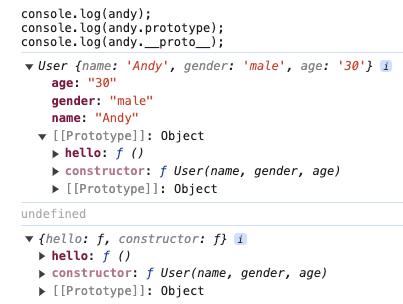 console.log(andy);
console.log(andy.prototype);
console.log(andy.__proto__);
▼ User {name: 'Andy', gender: 'male', age: '30'} i
age: "30"
gender: "male"
name: "Andy"
▼ [[Prototype]]: Object
▶ hello: ƒ ()
▶ constructor: ƒ User(name, gender, age)
▶ [[Prototype]]: Object
undefined
▼ {hello: ƒ, constructor: ƒ} i
▶ hello: ƒ ()
▶ constructor: ƒ User(name, gender, age)
▶ [[Prototype]]: Object